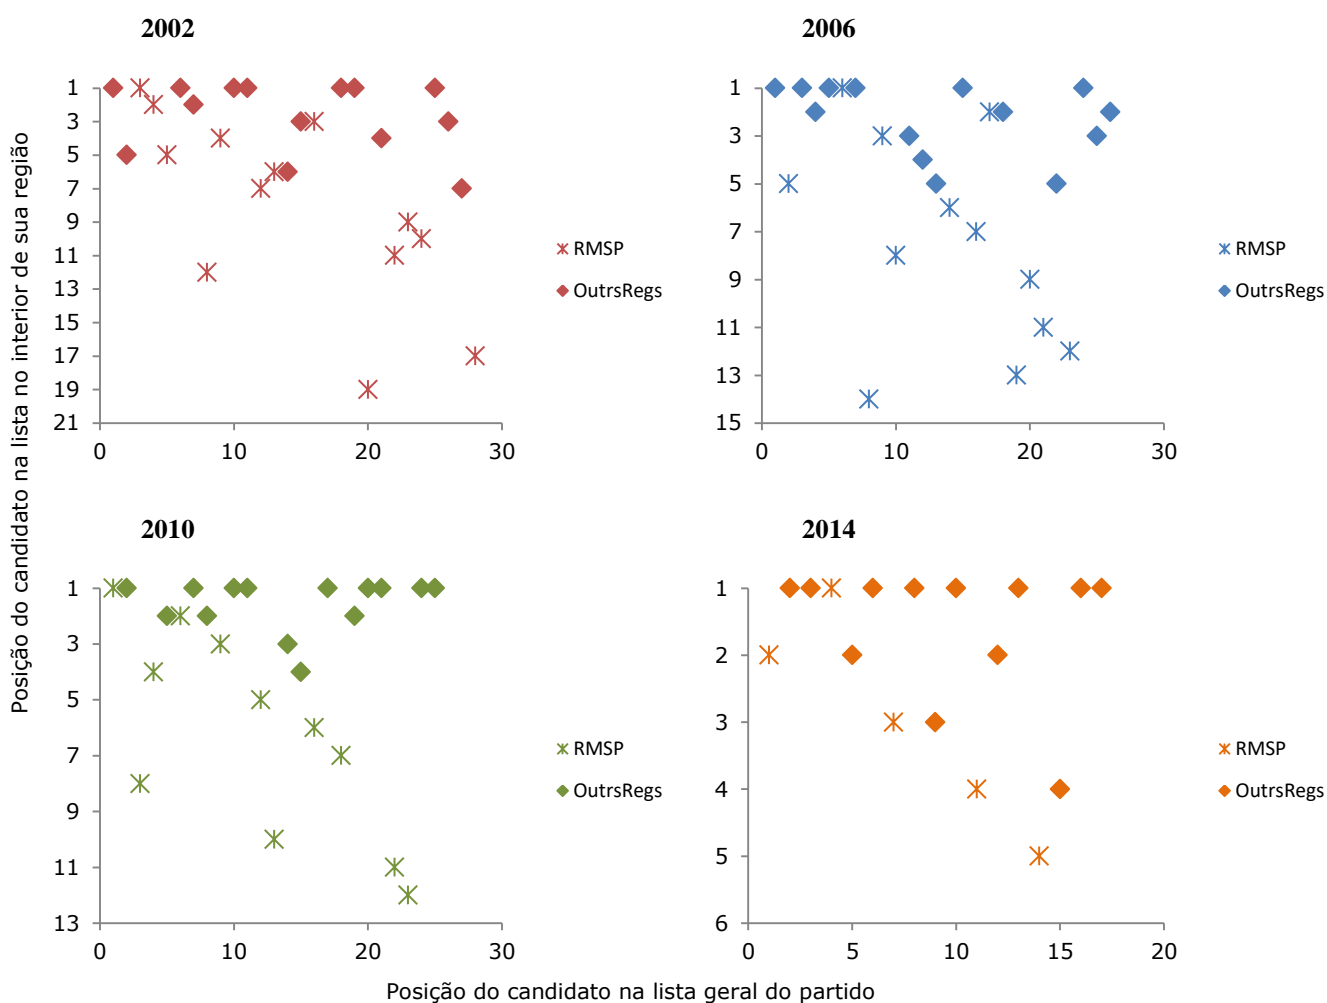 2002
1
3
5
7
9
11
13
15
17
19
21
0 10 20 30
RMSP
OutrsRegs
2006
1
3
5
7
9
11
13
15
0 10 20 30
RMSP
OutrsRegs
Posição do candidato na lista no interior de sua região
2010
1
3
5
7
9
11
13
0 10 20 30
RMSP
OutrsRegs
2014
1
2
3
4
5
6
0 5 10 15 20
RMSP
OutrsRegs
Posição do candidato na lista geral do partido